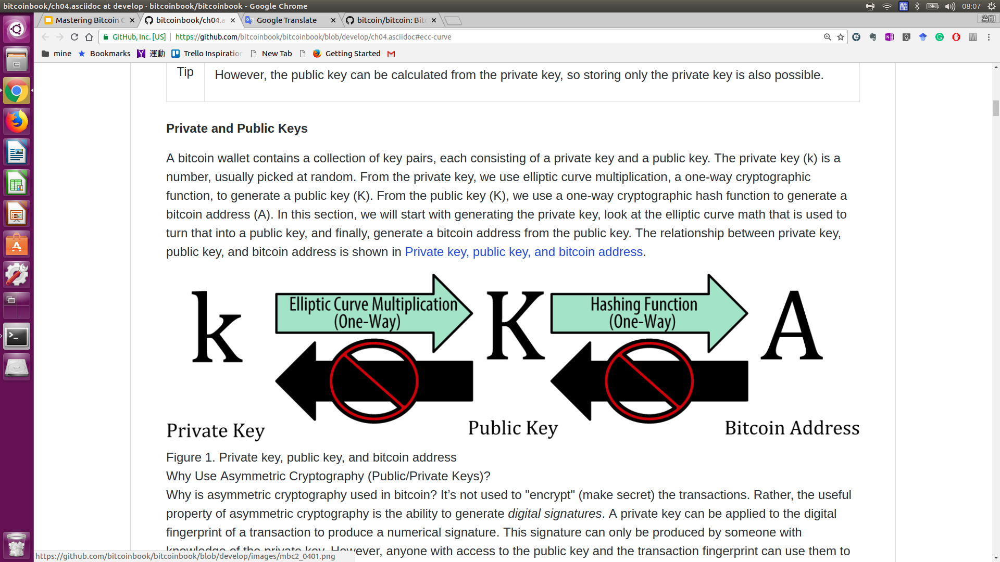 bitcoinbook/ch04.asciidoc at develop · bitcoinbook/bitcoinbook - Google Chrome
酷
08:07
Mastering Bitcoin C
bitcoinbook/ch04.a
Google Translate
bitcoin/bitcoin: Bitc
為剛
GitHub, Inc. [US]
https://github.com/bitcoinbook/bitcoinbook/blob/develop/ch04.asciidoc#ecc-curve
mine
Bookmarks
運動
Trello Inspiration
New Tab
Getting Started
Tip
However, the public key can be calculated from the private key, so storing only the private key is also possible.
Private and Public Keys
A bitcoin wallet contains a collection of key pairs, each consisting of a private key and a public key. The private key (k) is a
number, usually picked at random. From the private key, we use elliptic curve multiplication, a one-way cryptographic
function, to generate a public key (K). From the public key (K), we use a one-way cryptographic hash function to generate a
bitcoin address (A). In this section, we will start with generating the private key, look at the elliptic curve math that is used to
turn that into a public key, and finally, generate a bitcoin address from the public key. The relationship between private key,
public key, and bitcoin address is shown in Private key, public key, and bitcoin address.
k
Elliptic Curve Multiplication
(One-Way)
K
Hashing Function
(One-Way)
A
Private Key
Public Key
Bitcoin Address
Figure 1. Private key, public key, and bitcoin address
Why Use Asymmetric Cryptography (Public/Private Keys)?
Why is asymmetric cryptography used in bitcoin? It’s not used to "encrypt" (make secret) the transactions. Rather, the useful
property of asymmetric cryptography is the ability to generate digital signatures. A private key can be applied to the digital
fingerprint of a transaction to produce a numerical signature. This signature can only be produced by someone with
knowledge of the private key. However, anyone with access to the public key and the transaction fingerprint can use them to
https://github.com/bitcoinbook/bitcoinbook/blob/develop/images/mbc2_0401.png